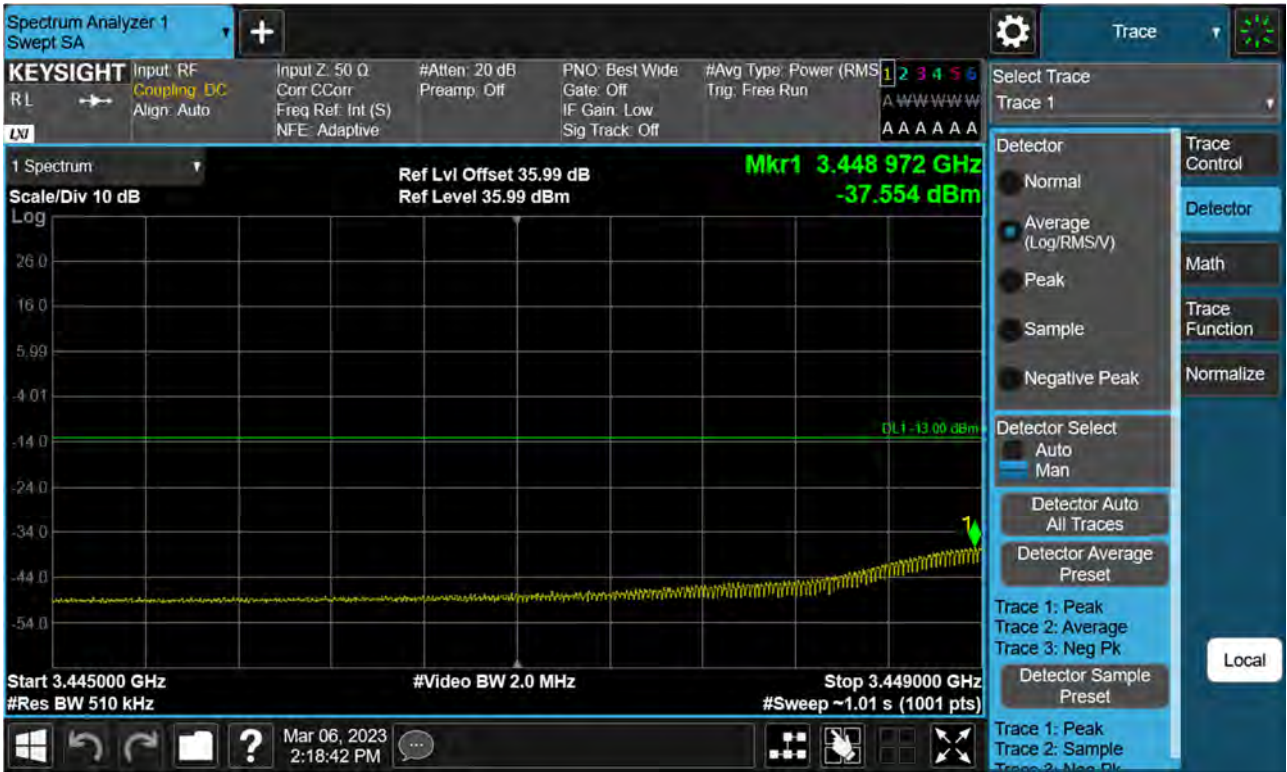 Spectrum Analyzer 1
Swept SA
+
Trace
KEYSIGHT
RL
LXI
Input: RF
Coupling: DC
Align: Auto
Input Z: 50 Ω
Corr CCorr
Freq Ref: Int (S)
NFE: Adaptive
#Atten: 20 dB
Preamp: Off
PNO: Best Wide
Gate: Off
IF Gain: Low
Sig Track: Off
#Avg Type: Power (RMS
Trig: Free Run
1 2 3 4 5 6
A W W W W W
A A A A A A
Select Trace
Trace 1
1 Spectrum
Scale/Div 10 dB
Log
Ref Lvl Offset 35.99 dB
Ref Level 35.99 dBm
Mkr1 3.448 972 GHz
-37.554 dBm
26.0
16.0
5.99
-4.01
-14.0
-24.0
-34.0
-44.0
-54.0
DL1 -13.00 dBm
1
Start 3.445000 GHz
#Res BW 510 kHz
#Video BW 2.0 MHz
Stop 3.449000 GHz
#Sweep ~1.01 s (1001 pts)
Detector
Normal
Average
(Log/RMS/V)
Peak
Sample
Negative Peak
Detector Select
Auto
Man
Detector Auto
All Traces
Detector Average
Preset
Trace 1: Peak
Trace 2: Average
Trace 3: Neg Pk
Detector Sample
Preset
Trace 1: Peak
Trace 2: Sample
Trace 3: Neg Pk
Trace
Control
Detector
Math
Trace
Function
Normalize
Local
?
Mar 06, 2023
2:18:42 PM